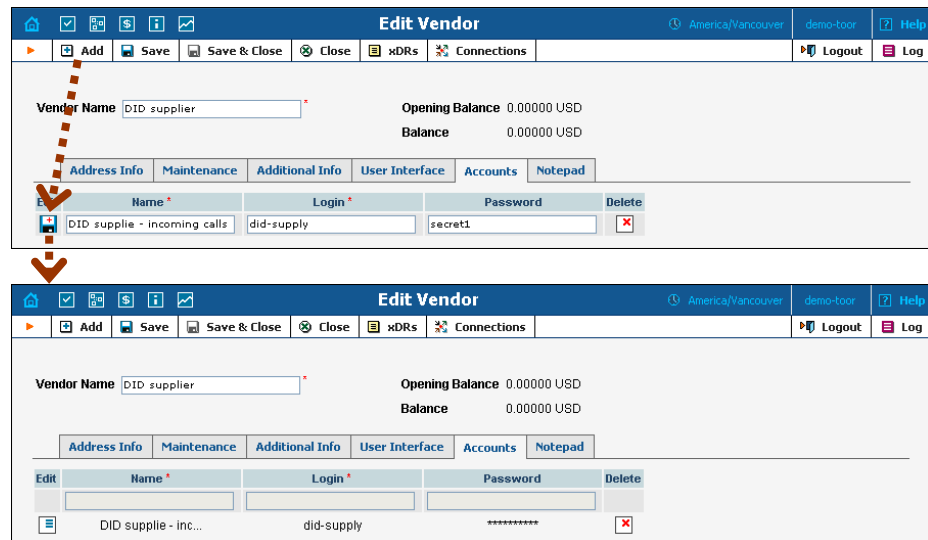 Edit Vendor America/Vancouver demo-toor ? Help
Add Save Save & Close Close xDRs Connections Logout Log
Vendor Name DID supplier * Opening Balance 0.00000 USD
Balance 0.00000 USD
Address Info Maintenance Additional Info User Interface Accounts Notepad
Name * Login * Password Delete
DID supplie - incoming calls did-supply secret1
Edit Vendor America/Vancouver demo-toor ? Help
Add Save Save & Close Close xDRs Connections Logout Log
Vendor Name DID supplier * Opening Balance 0.00000 USD
Balance 0.00000 USD
Address Info Maintenance Additional Info User Interface Accounts Notepad
Edit Name * Login * Password Delete
DID supplie - inc... did-supply **********